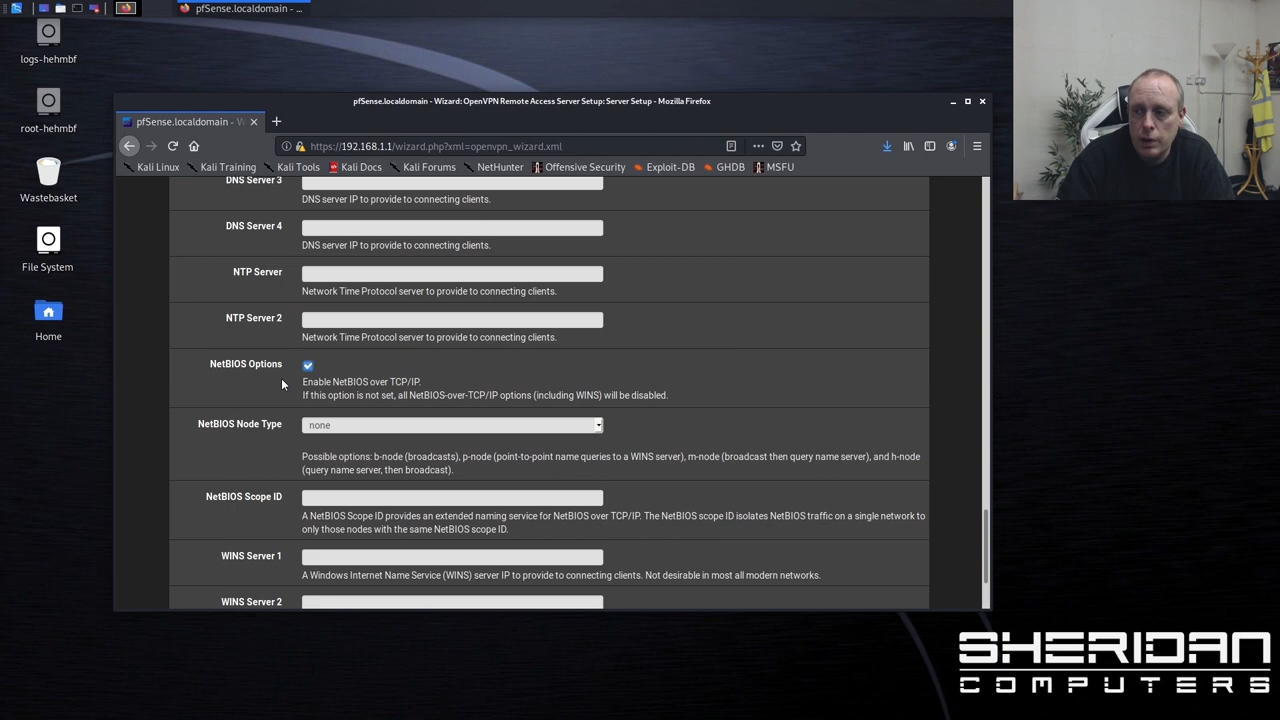 pfSense.localdomain - ...
logs-hehmbf
root-hehmbf
Wastebasket
File System
Home
pfSense.localdomain - Wizard: OpenVPN Remote Access Server Setup: Server Setup - Mozilla Firefox
pfSense.localdomain - W
https://192.168.1.1/wizard.php?xml=openvpn_wizard.xml
Kali Linux Kali Training Kali Tools Kali Docs Kali Forums NetHunter Offensive Security Exploit-DB GHDB MSFU
DNS Server 3
DNS server IP to provide to connecting clients.
DNS Server 4
DNS server IP to provide to connecting clients.
NTP Server
Network Time Protocol server to provide to connecting clients.
NTP Server 2
Network Time Protocol server to provide to connecting clients.
NetBIOS Options
Enable NetBIOS over TCP/IP.
If this option is not set, all NetBIOS-over-TCP/IP options (including WINS) will be disabled.
NetBIOS Node Type none
Possible options: b-node (broadcasts), p-node (point-to-point name queries to a WINS server), m-node (broadcast then query name server), and h-node
(query name server, then broadcast).
NetBIOS Scope ID
A NetBIOS Scope ID provides an extended naming service for NetBIOS over TCP/IP. The NetBIOS scope ID isolates NetBIOS traffic on a single network to
only those nodes with the same NetBIOS scope ID.
WINS Server 1
A Windows Internet Name Service (WINS) server IP to provide to connecting clients. Not desirable in most all modern networks.
WINS Server 2
SHERIDAN
COMPUTERS